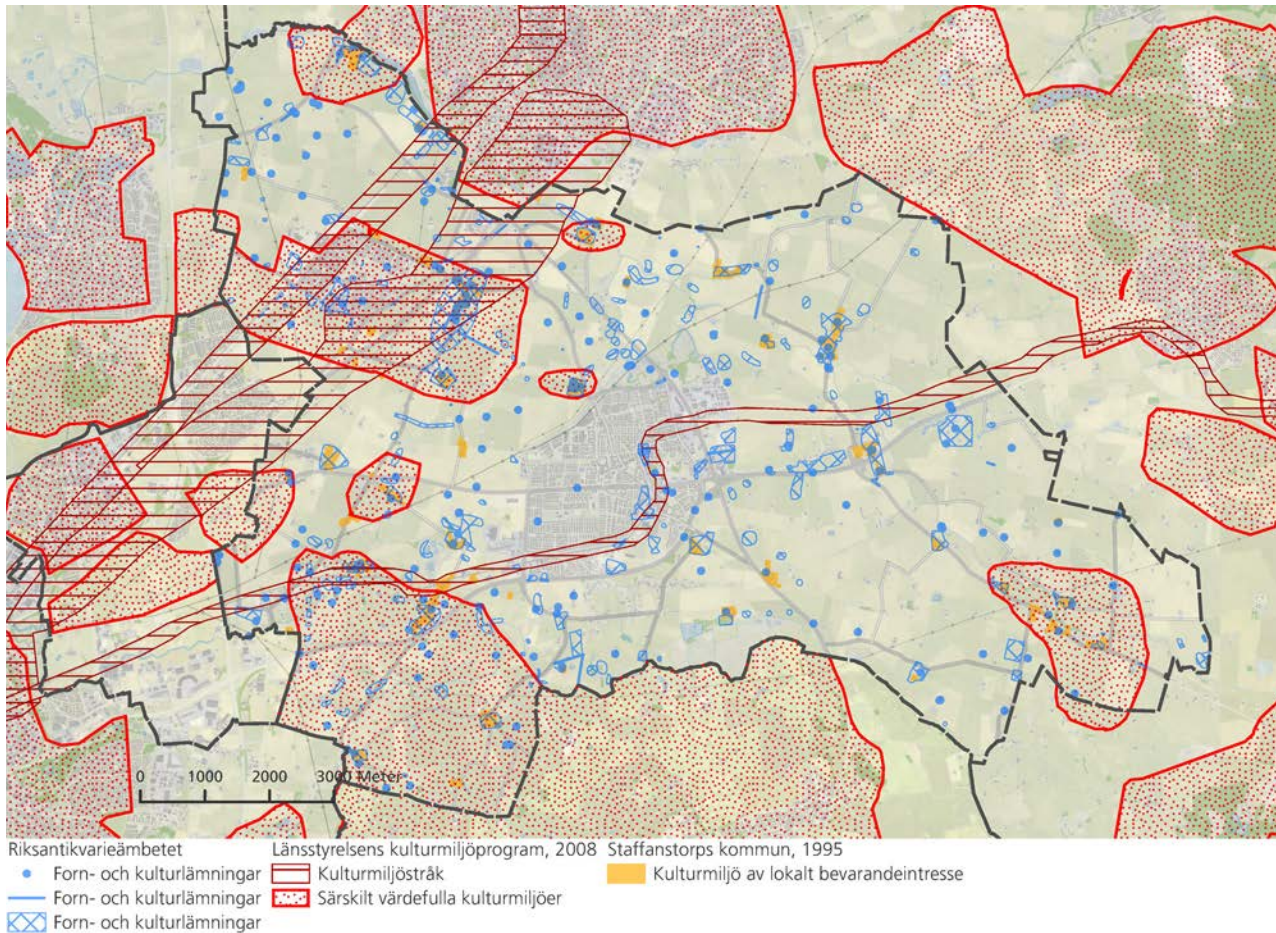 0 1000 2000 3000 Meter
Riksantikvarieämbetet
Forn- och kulturlämningar
Forn- och kulturlämningar
Forn- och kulturlämningar
Länsstyrelsens kulturmiljöprogram, 2008
Kulturmiljöstråk
Särskilt värdefulla kulturmiljöer
Staffanstorps kommun, 1995
Kulturmiljö av lokalt bevarandeintresse